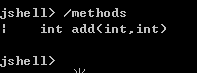 jshell> /methods
|    int add(int,int)
jshell>